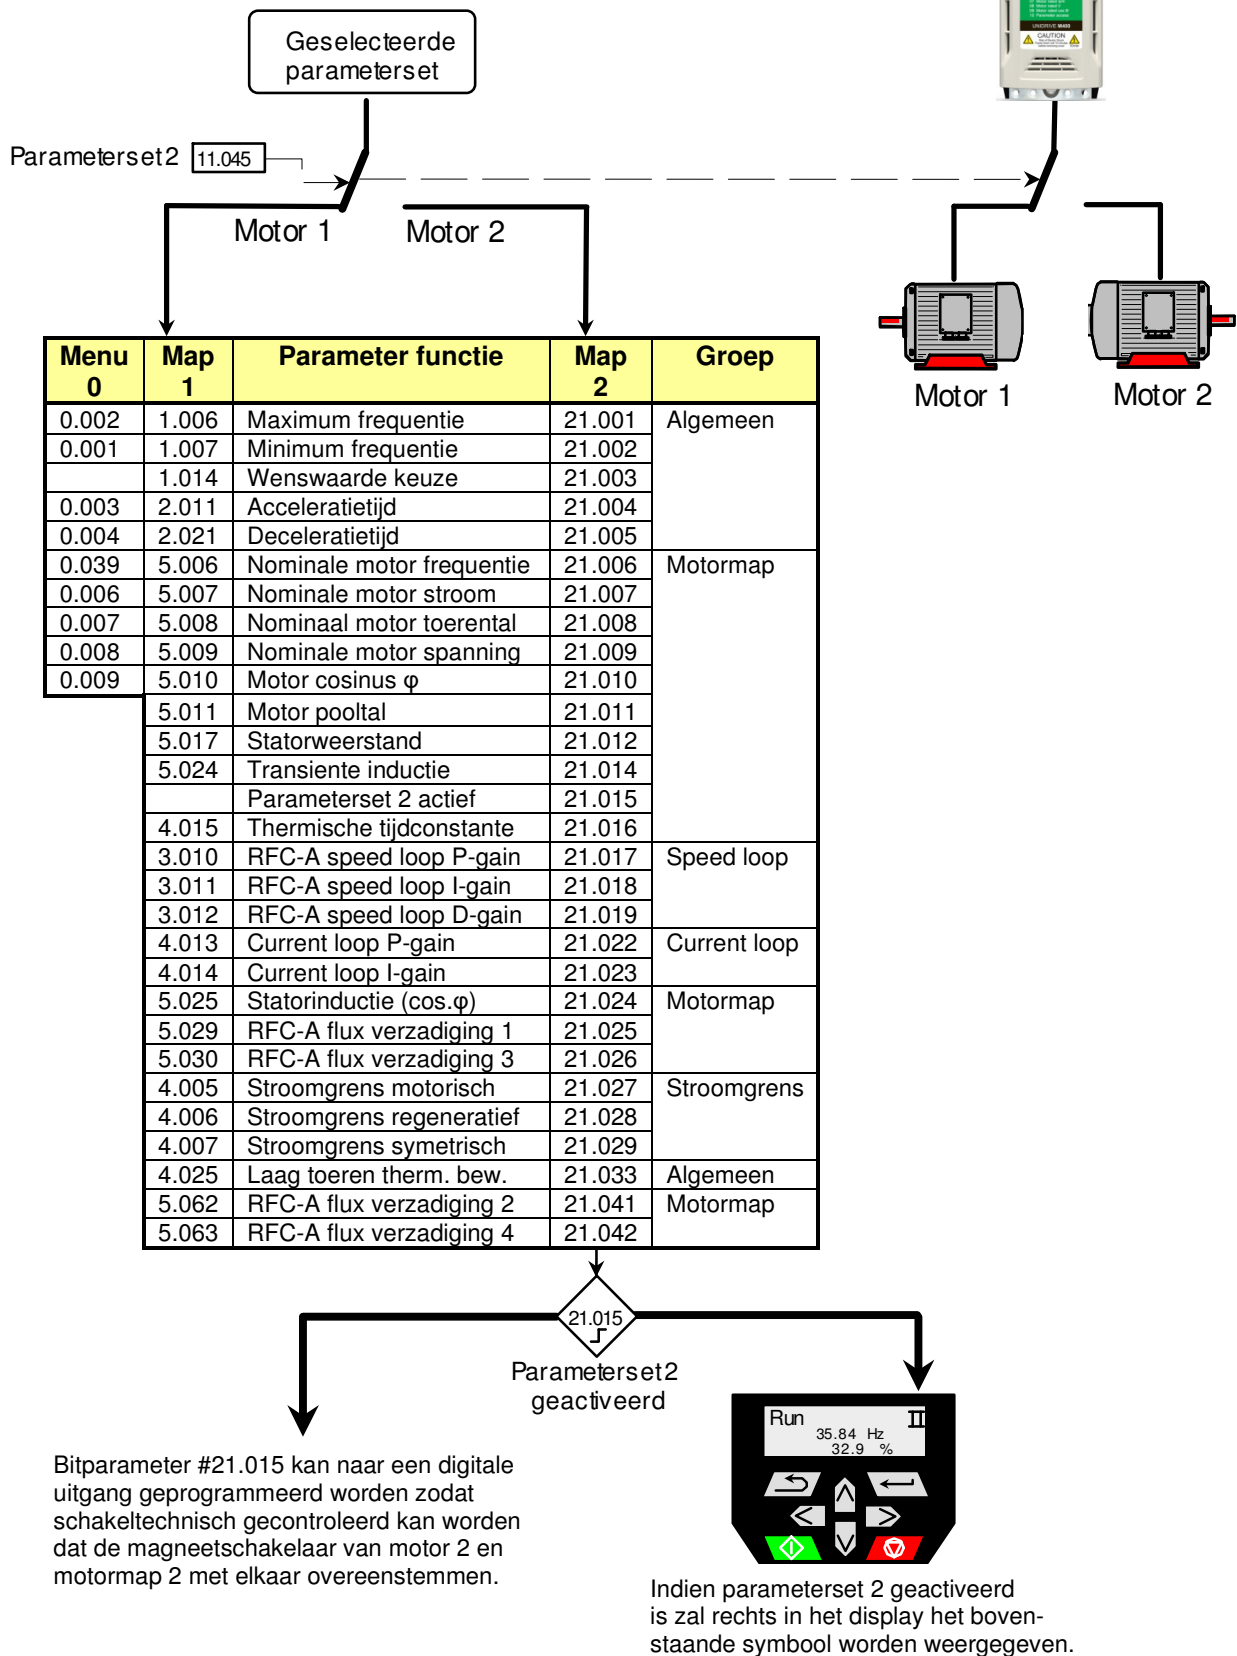 UNIDRIVE M400
CAUTION
Geselecteerde
parameterset
Parameterset 2 11.045
Motor 1 Motor 2
Motor 1 Motor 2
Menu 0 Map 1 Parameter functie Map 2 Groep
0.002 1.006 Maximum frequentie 21.001 Algemeen
0.001 1.007 Minimum frequentie 21.002
1.014 Wenswaarde keuze 21.003
0.003 2.011 Acceleratietijd 21.004
0.004 2.021 Deceleratietijd 21.005
0.039 5.006 Nominale motor frequentie 21.006 Motormap
0.006 5.007 Nominale motor stroom 21.007
0.007 5.008 Nominaal motor toerental 21.008
0.008 5.009 Nominale motor spanning 21.009
0.009 5.010 Motor cosinus φ 21.010
5.011 Motor pooltal 21.011
5.017 Statorweerstand 21.012
5.024 Transiente inductie 21.014
Parameterset 2 actief 21.015
4.015 Thermische tijdconstante 21.016
3.010 RFC-A speed loop P-gain 21.017 Speed loop
3.011 RFC-A speed loop I-gain 21.018
3.012 RFC-A speed loop D-gain 21.019
4.013 Current loop P-gain 21.022 Current loop
4.014 Current loop I-gain 21.023
5.025 Statorinductie (cos.φ) 21.024 Motormap
5.029 RFC-A flux verzadiging 1 21.025
5.030 RFC-A flux verzadiging 3 21.026
4.005 Stroomgrens motorisch 21.027 Stroomgrens
4.006 Stroomgrens regeneratief 21.028
4.007 Stroomgrens symetrisch 21.029
4.025 Laag toeren therm. bew. 21.033 Algemeen
5.062 RFC-A flux verzadiging 2 21.041 Motormap
5.063 RFC-A flux verzadiging 4 21.042
21.015
Parameterset 2
geactiveerd
Run II
35.84 Hz
32.9 %
Bitparameter #21.015 kan naar een digitale
uitgang geprogrammeerd worden zodat
schakeltechnisch gecontroleerd kan worden
dat de magneetschakelaar van motor 2 en
motormap 2 met elkaar overeenstemmen.
Indien parameterset 2 geactiveerd
is zal rechts in het display het boven-
staande symbool worden weergegeven.